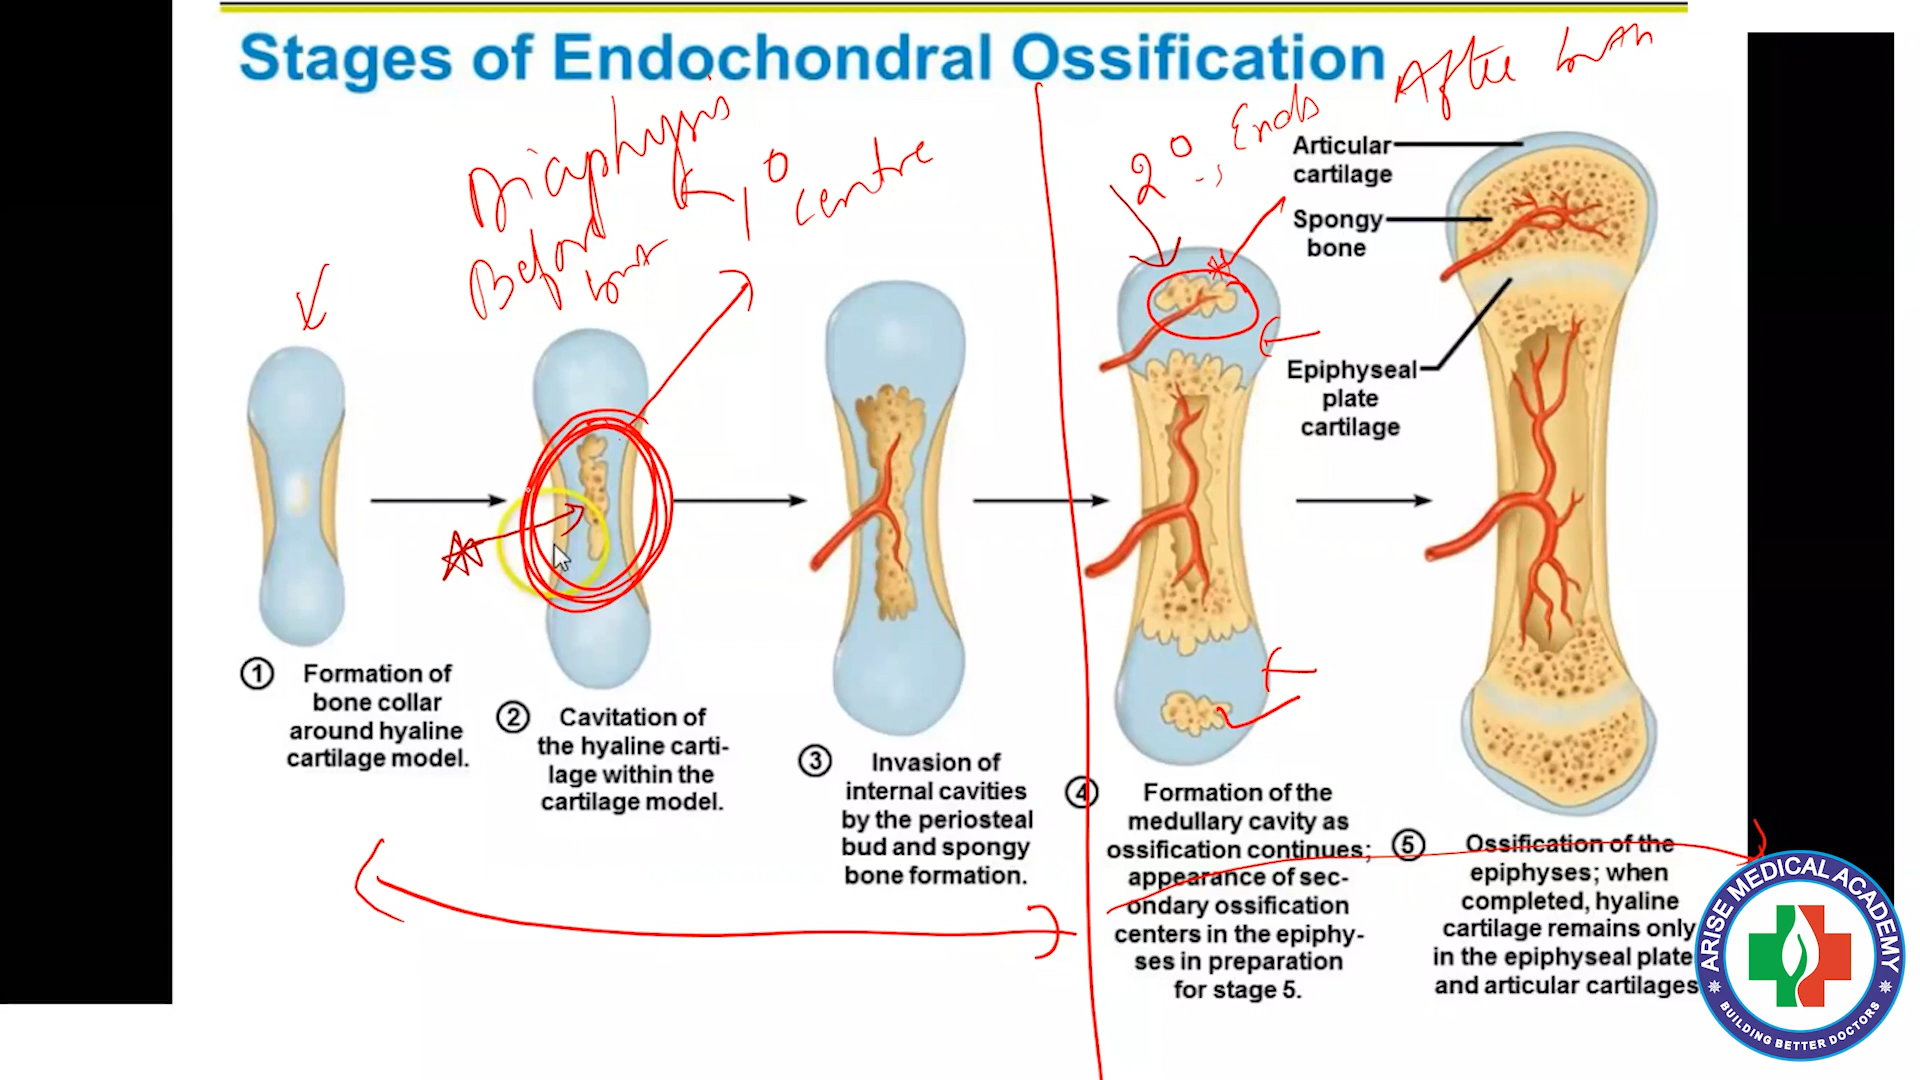 Stages of Endochondral Ossification
After birth
Diaphysis
1° centre
Before
birth
2°, Ends
Articular
cartilage
Spongy
bone
Epiphyseal
plate
cartilage
1 Formation of
bone collar
around hyaline
cartilage model.
2 Cavitation of
the hyaline carti-
lage within the
cartilage model.
3 Invasion of
internal cavities
by the periosteal
bud and spongy
bone formation.
4 Formation of the
medullary cavity as
ossification continues;
appearance of sec-
ondary ossification
centers in the epiphy-
ses in preparation
for stage 5.
5 Ossification of the
epiphyses; when
completed, hyaline
cartilage remains only
in the epiphyseal plate
and articular cartilages
ARISE MEDICAL ACADEMY
BUILDING BETTER DOCTORS